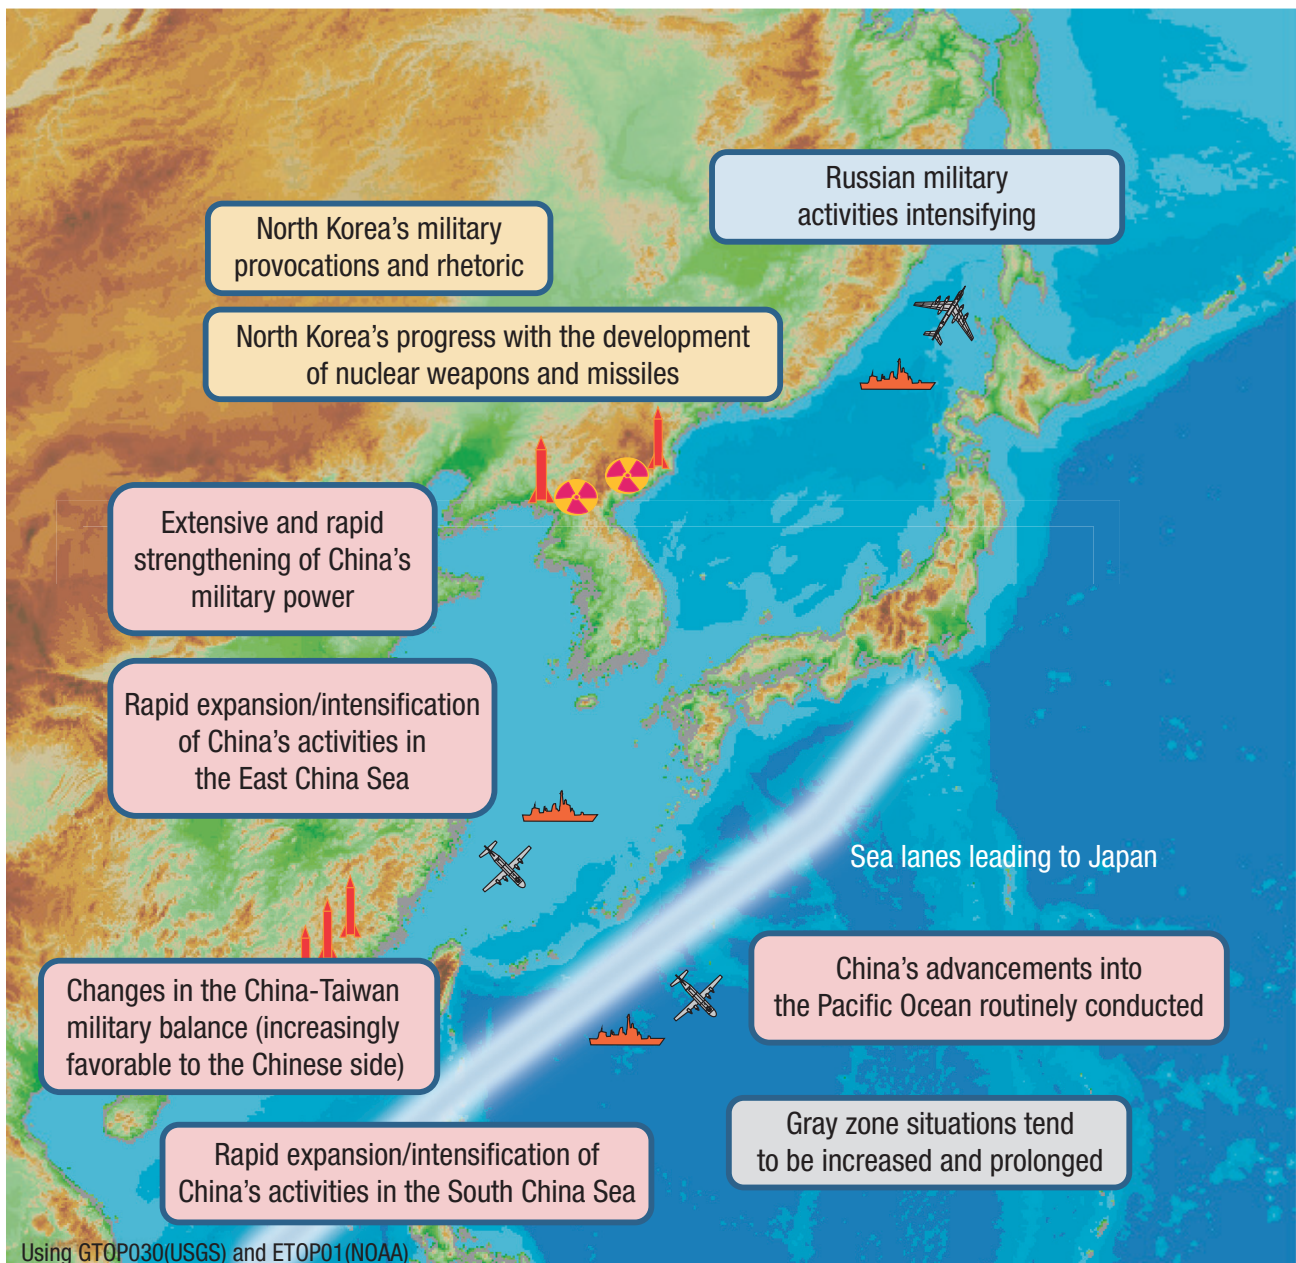 Russian military
activities intensifying
North Korea's military
provocations and rhetoric
North Korea's progress with the development
of nuclear weapons and missiles
Extensive and rapid
strengthening of China's
military power
Rapid expansion/intensification
of China's activities in
the East China Sea
Sea lanes leading to Japan
China's advancements into
the Pacific Ocean routinely conducted
Changes in the China-Taiwan
military balance (increasingly
favorable to the Chinese side)
Gray zone situations tend
to be increased and prolonged
Rapid expansion/intensification of
China's activities in the South China Sea
Using GTOP030(USGS) and ETOP01(NOAA)